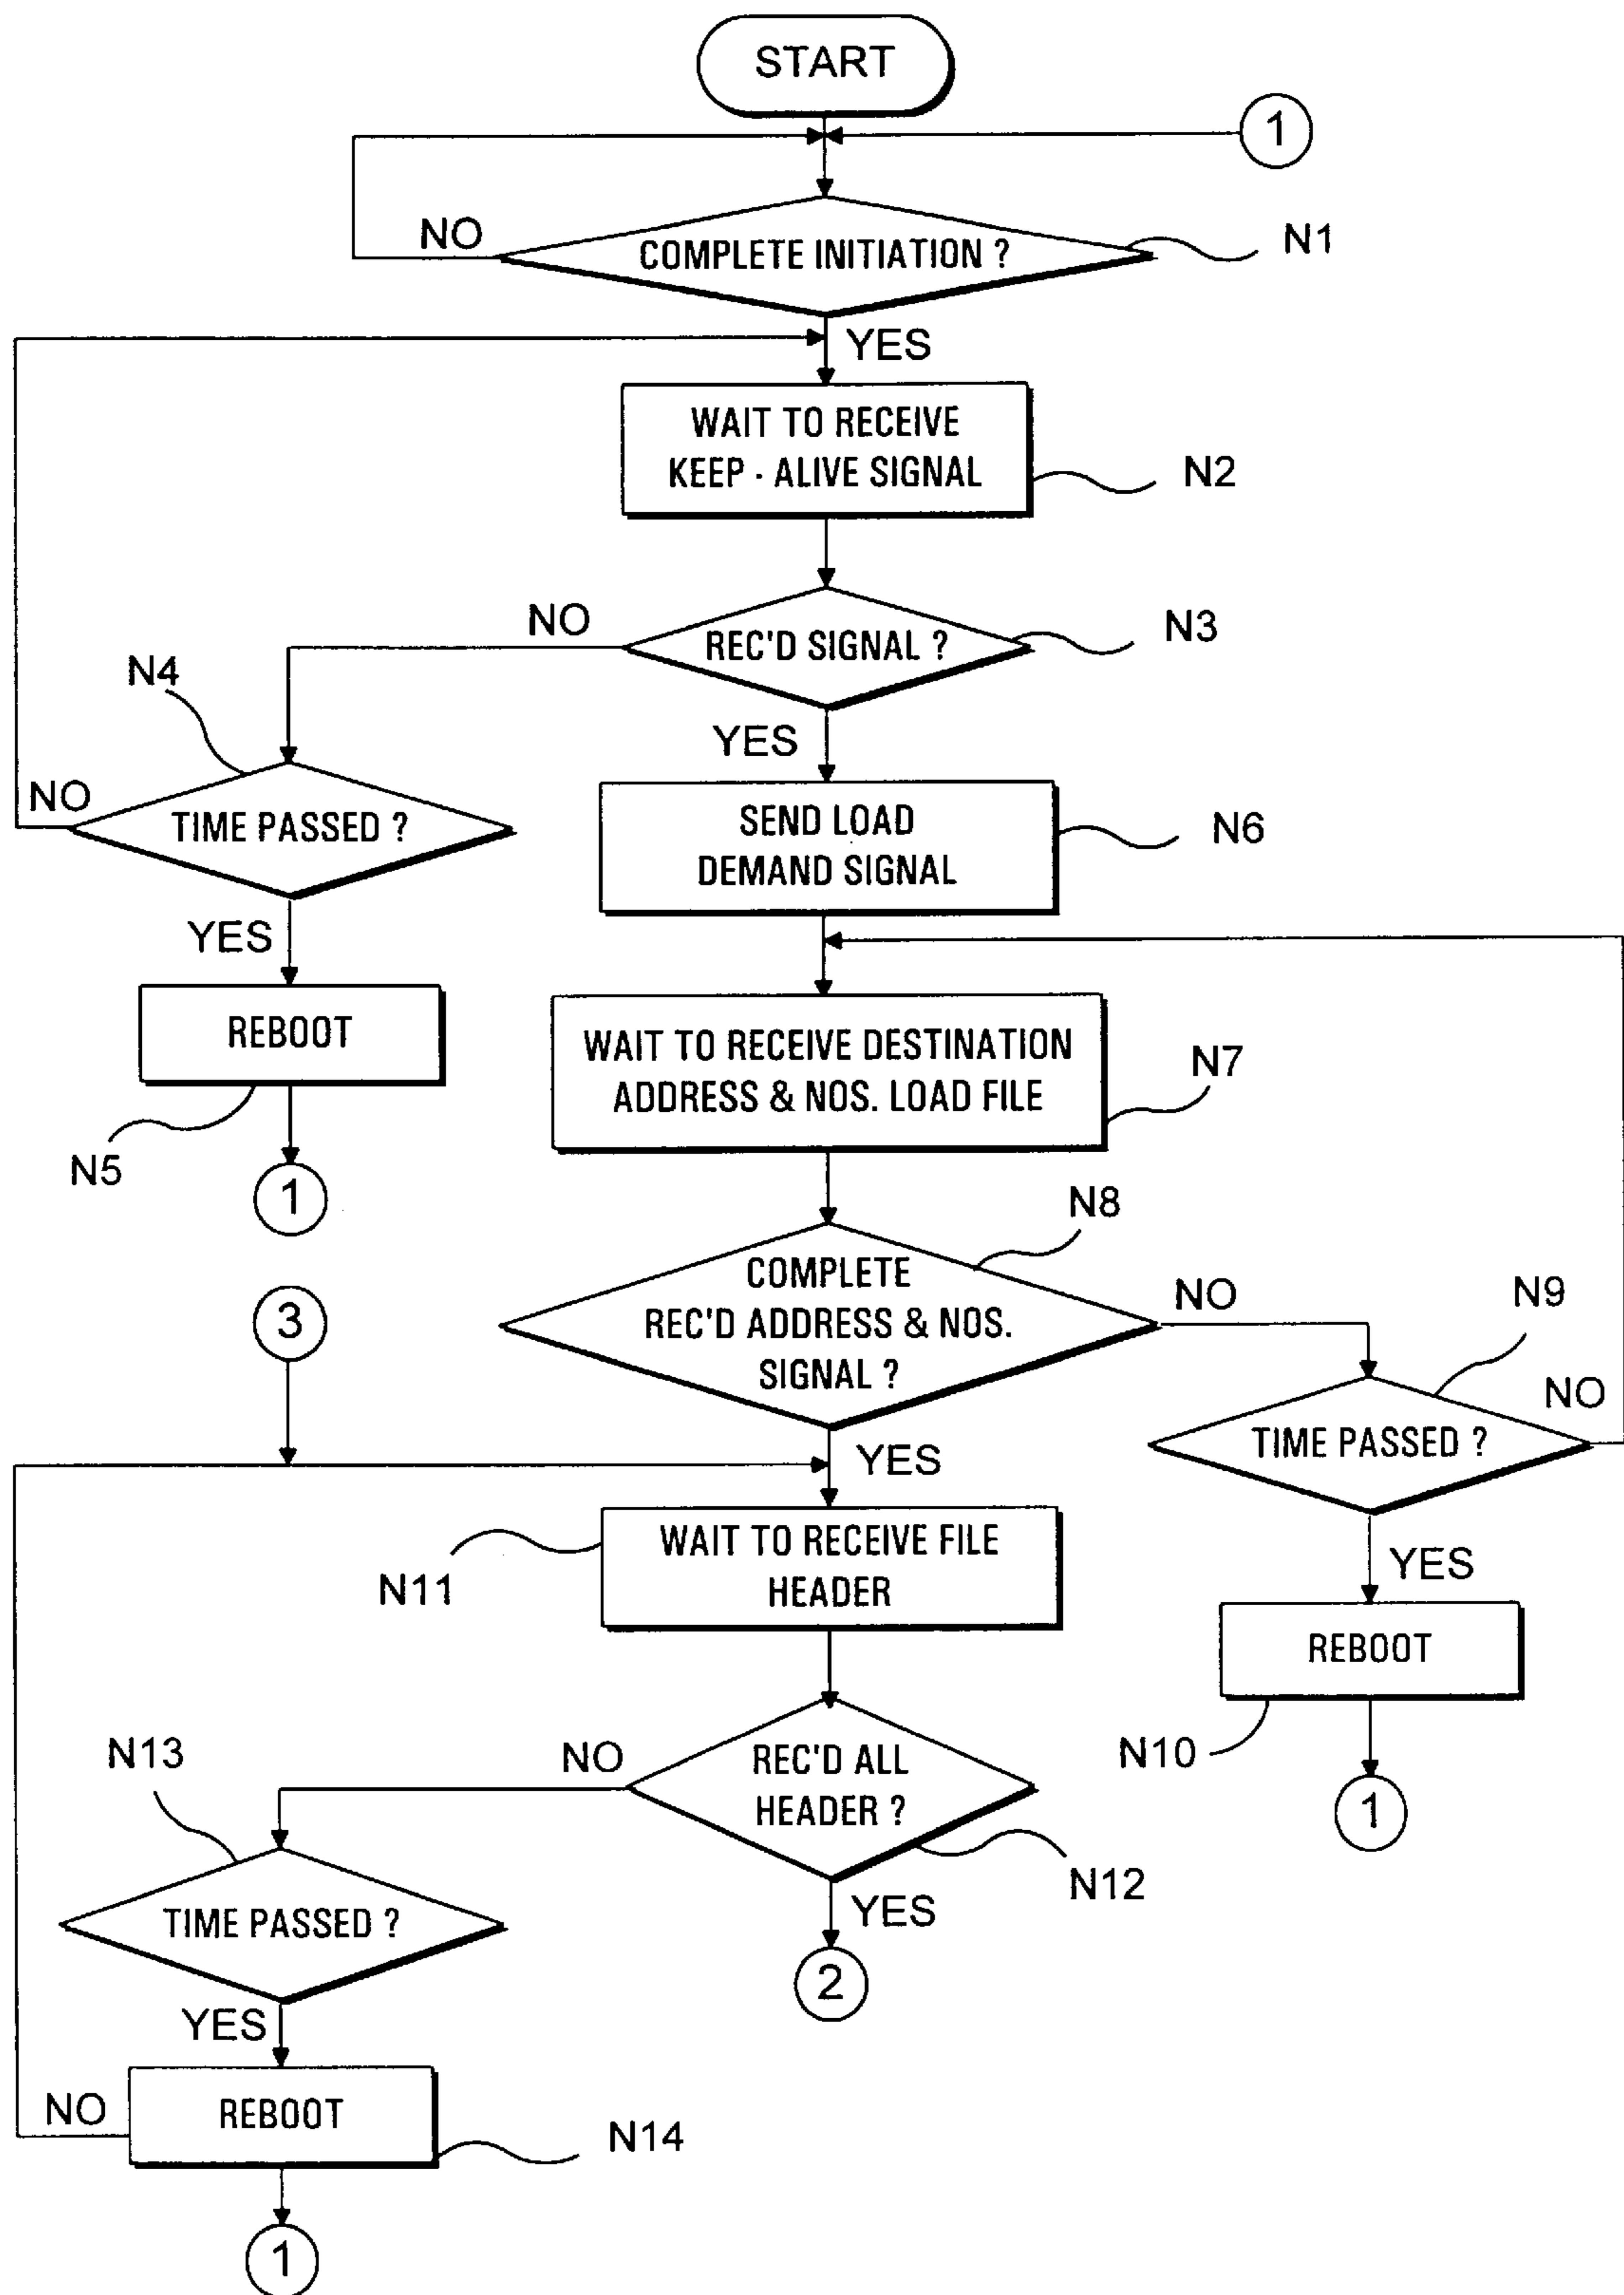 START
1
NO
COMPLETE INITIATION ?
N1
YES
WAIT TO RECEIVE
KEEP - ALIVE SIGNAL
N2
NO
REC'D SIGNAL ?
N3
N4
YES
NO
TIME PASSED ?
SEND LOAD
DEMAND SIGNAL
N6
YES
REBOOT
N5
1
WAIT TO RECEIVE DESTINATION
ADDRESS & NOS. LOAD FILE
N7
N8
COMPLETE
REC'D ADDRESS & NOS.
SIGNAL ?
NO
N9
3
NO
TIME PASSED ?
YES
WAIT TO RECEIVE FILE
HEADER
N11
YES
REBOOT
N10
1
N13
NO
REC'D ALL
HEADER ?
N12
TIME PASSED ?
YES
2
YES
NO
REBOOT
N14
1